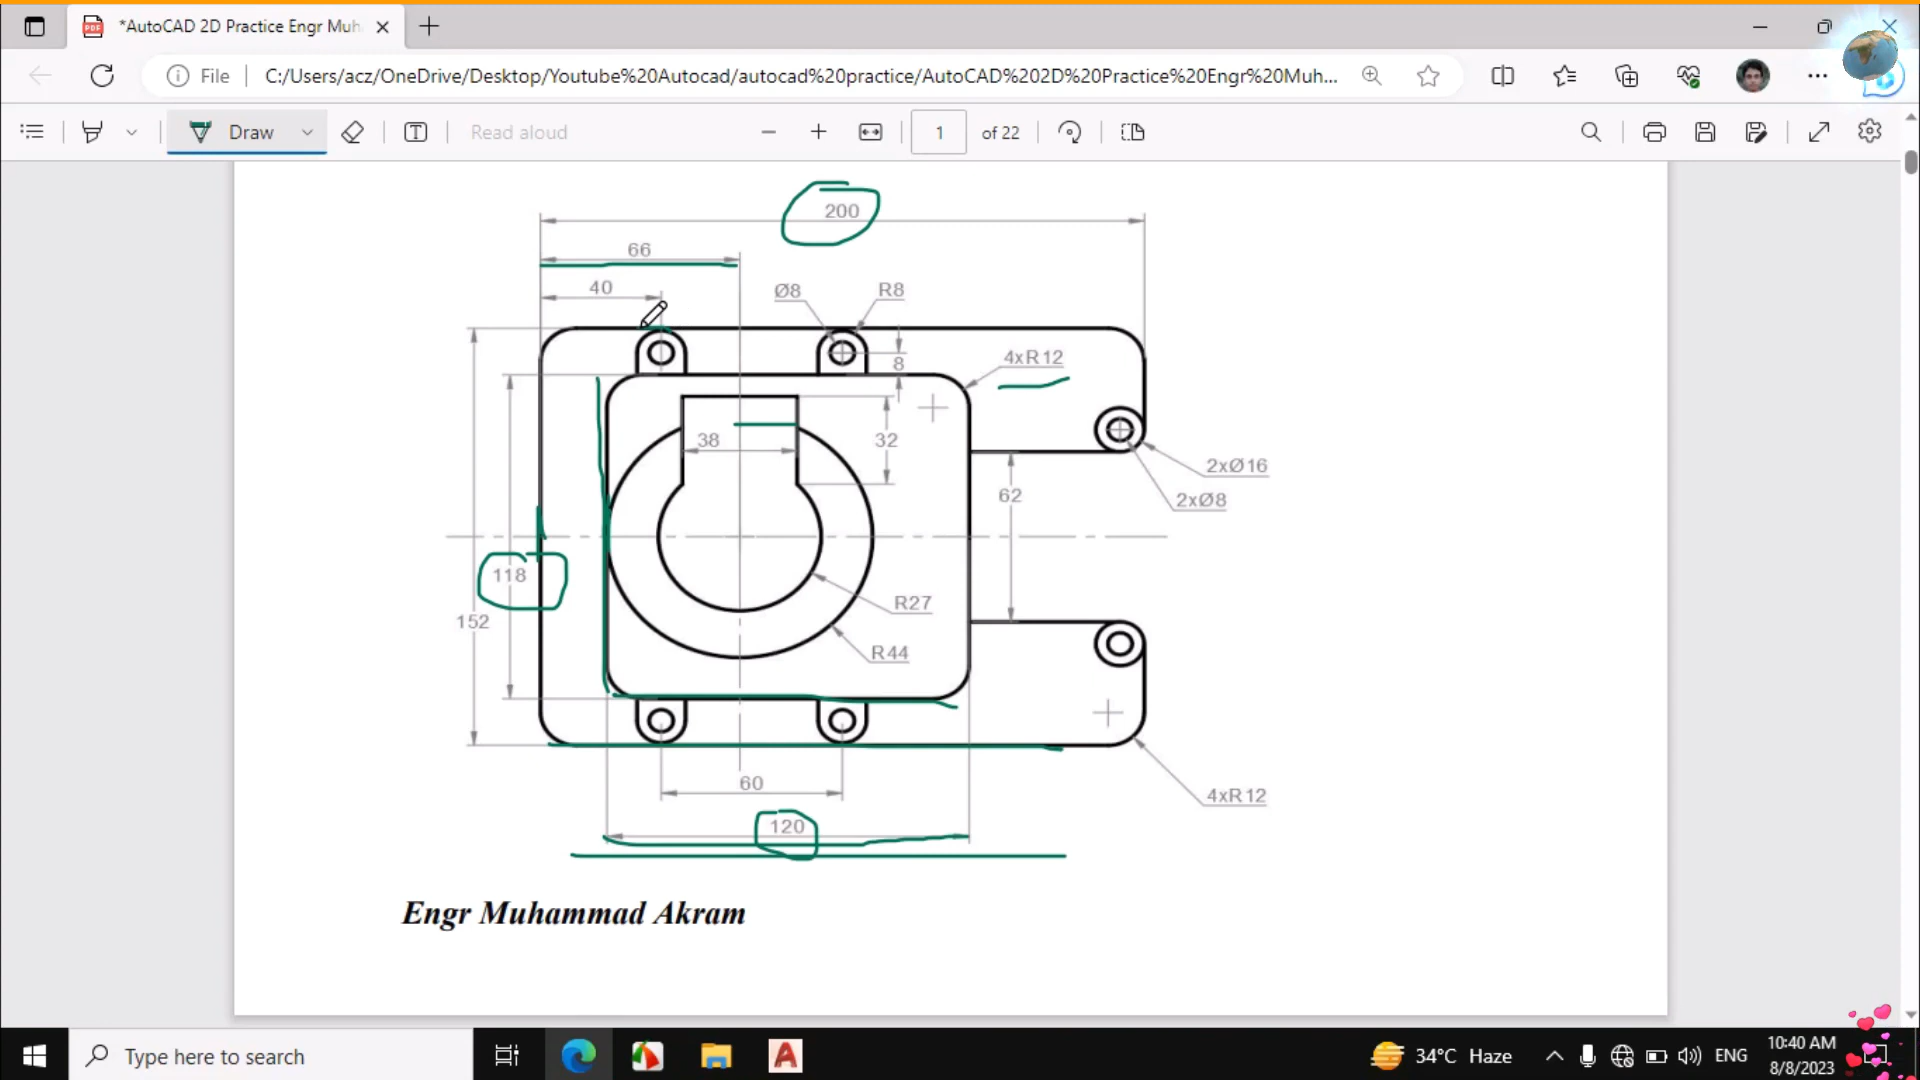 *AutoCAD 2D Practice Engr Muh
File
C:/Users/acz/OneDrive/Desktop/Youtube%20Autocad/autocad%20practice/AutoCAD%202D%20Practice%20Engr%20Muh...
Draw
Read aloud
1
of 22
200
66
40
Ø8
R8
8
4xR12
38
32
2xØ16
62
2xØ8
118
R27
152
R44
60
4xR12
120
Engr Muhammad Akram
Type here to search
34°C Haze
ENG
10:40 AM
8/8/2023